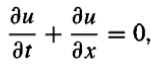 ∂u/∂t + ∂u/∂x = 0,